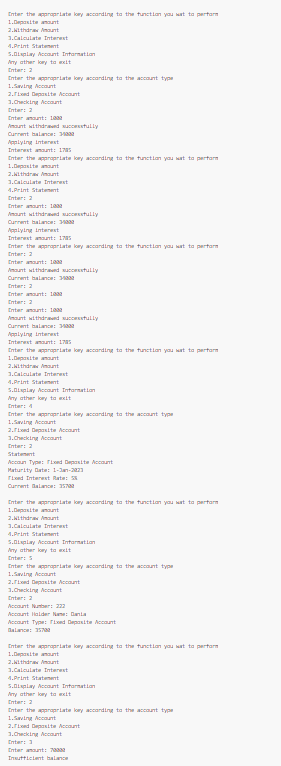 Enter the appropriate key according to the function you wat to perform
1.Deposite amount
2.Withdraw Amount
3.Calculate Interest
4.Print Statement
5.Display Account Information
Any other key to exit
Enter: 2
Enter the appropriate key according to the account type
1.Saving Account
2.Fixed Deposite Account
3.Checking Account
Enter: 2
Enter amount: 1000
Amount withdrawed successfully
Current balance: 34000
Applying interest
Interest amount: 1785
Enter the appropriate key according to the function you wat to perform
1.Deposite amount
2.Withdraw Amount
3.Calculate Interest
4.Print Statement
Enter: 2
Enter amount: 1000
Amount withdrawed successfully
Current balance: 34000
Applying interest
Interest amount: 1785
Enter the appropriate key according to the function you wat to perform
Enter: 2
Enter amount: 1000
Amount withdrawed successfully
Current balance: 34000
Enter: 2
Enter amount: 1000
Enter: 2
Enter amount: 1000
Amount withdrawed successfully
Current balance: 34000
Applying interest
Interest amount: 1785
Enter the appropriate key according to the function you wat to perform
1.Deposite amount
2.Withdraw Amount
3.Calculate Interest
4.Print Statement
5.Display Account Information
Any other key to exit
Enter: 4
Enter the appropriate key according to the account type
1.Saving Account
2.Fixed Deposite Account
3.Checking Account
Enter: 2
Statement
Accoun Type: Fixed Deposite Account
Maturity Date: 1-Jan-2023
Fixed Interest Rate: 5%
Current Balance: 35700
Enter the appropriate key according to the function you wat to perform
1.Deposite amount
2.Withdraw Amount
3.Calculate Interest
4.Print Statement
5.Display Account Information
Any other key to exit
Enter: 5
Enter the appropriate key according to the account type
1.Saving Account
2.Fixed Deposite Account
3.Checking Account
Enter: 2
Account Number: 222
Account Holder Name: Dania
Account Type: Fixed Deposite Account
Balance: 35700
Enter the appropriate key according to the function you wat to perform
1.Deposite amount
2.Withdraw Amount
3.Calculate Interest
4.Print Statement
5.Display Account Information
Any other key to exit
Enter: 2
Enter the appropriate key according to the account type
1.Saving Account
2.Fixed Deposite Account
3.Checking Account
Enter: 3
Enter amount: 70000
Insufficient balance